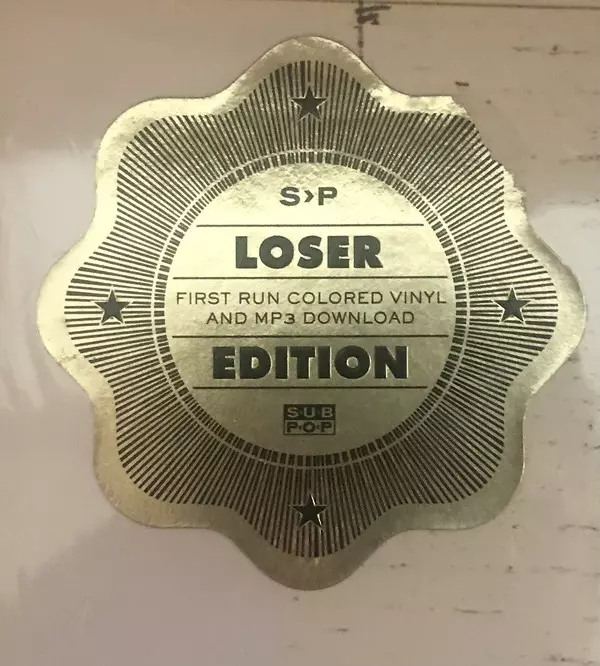 S>P
LOSER
FIRST RUN COLORED VINYL
AND MP3 DOWNLOAD
EDITION
SUB
POP